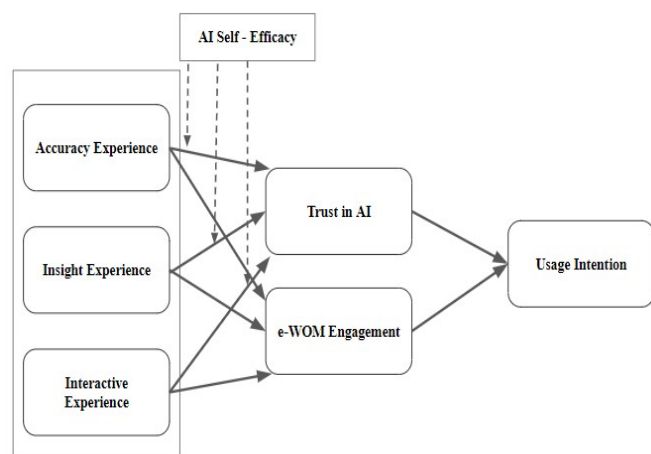 AI Self - Efficacy
Accuracy Experience
Trust in AI
Insight Experience
Usage Intention
e-WOM Engagement
Interactive
Experience